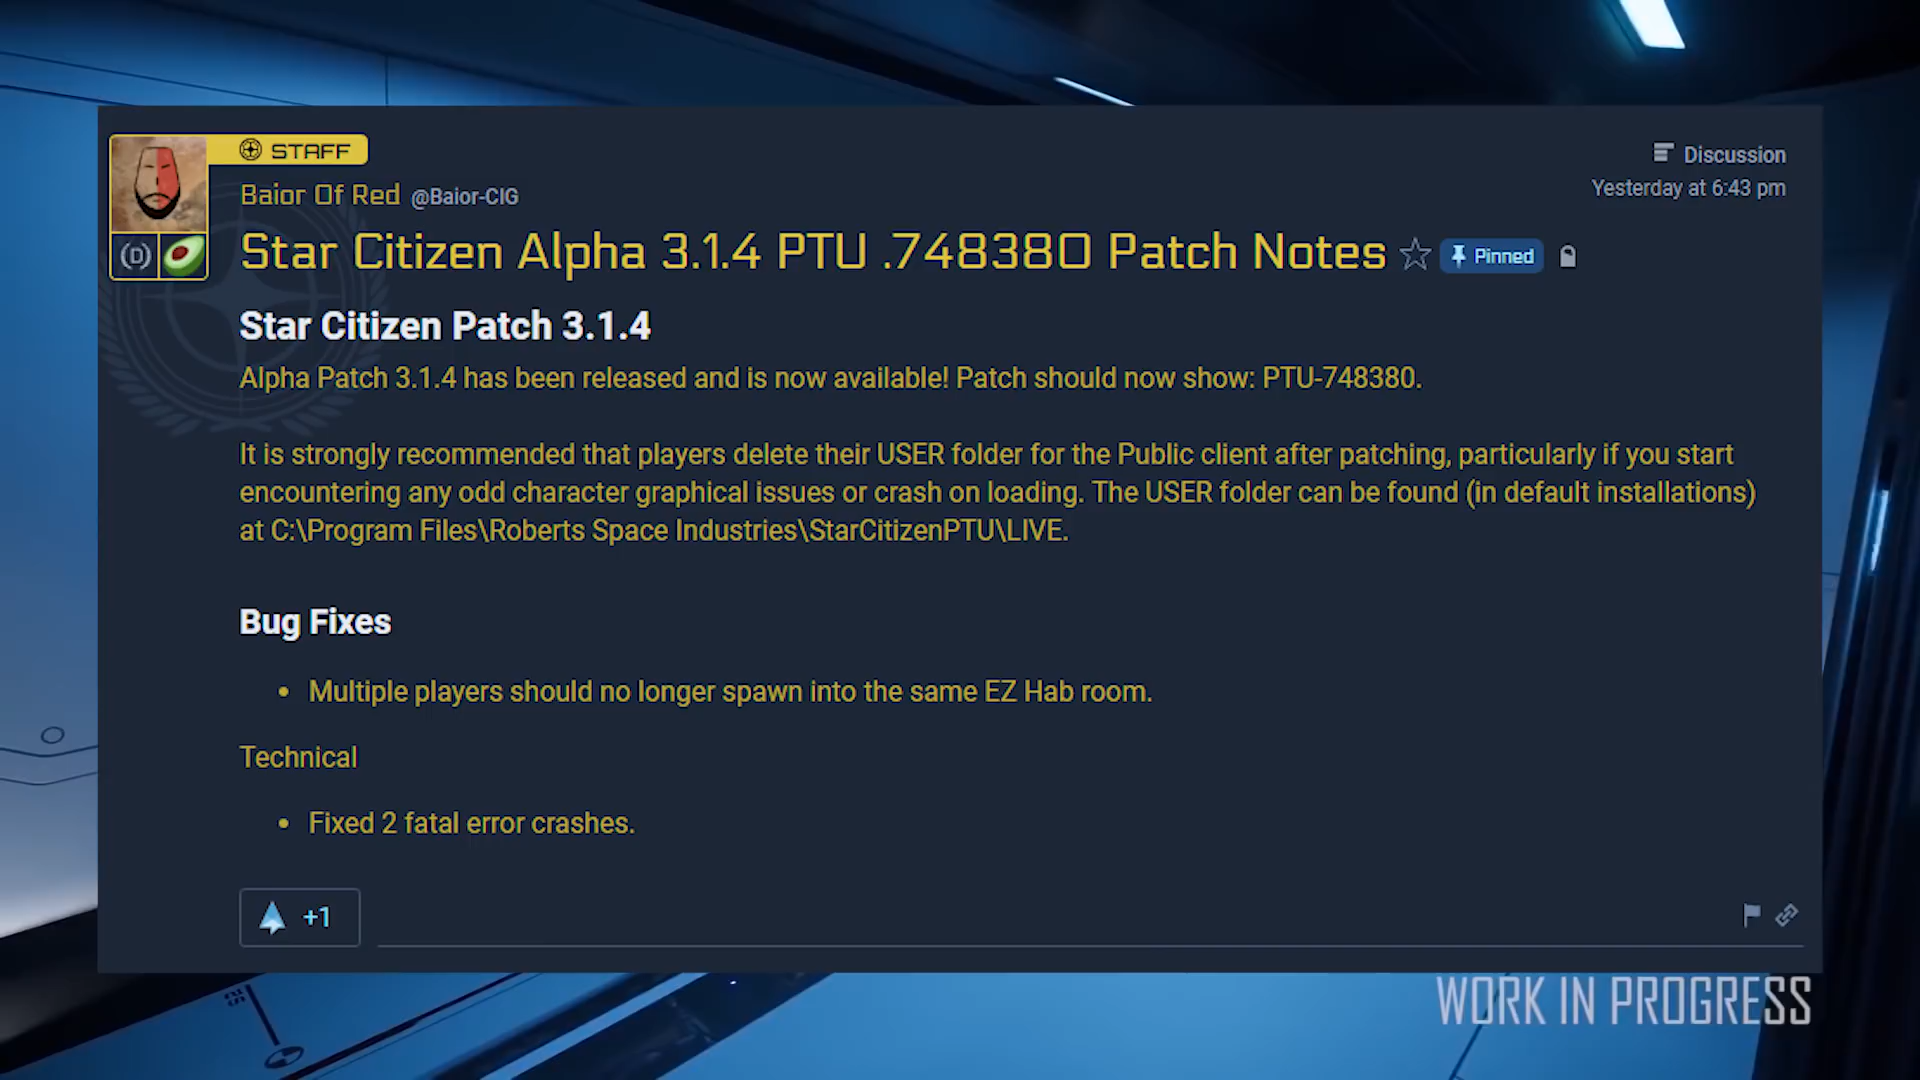 STAFF
Discussion
Baior Of Red @Baior-CIG
Yesterday at 6:43 pm
Star Citizen Alpha 3.1.4 PTU .748380 Patch Notes
Pinned
Star Citizen Patch 3.1.4
Alpha Patch 3.1.4 has been released and is now available! Patch should now show: PTU-748380.
It is strongly recommended that players delete their USER folder for the Public client after patching, particularly if you start
encountering any odd character graphical issues or crash on loading. The USER folder can be found (in default installations)
at C:\Program Files\Roberts Space Industries\StarCitizenPTU\LIVE.
Bug Fixes
• Multiple players should no longer spawn into the same EZ Hab room.
Technical
• Fixed 2 fatal error crashes.
+1
WORK IN PROGRESS